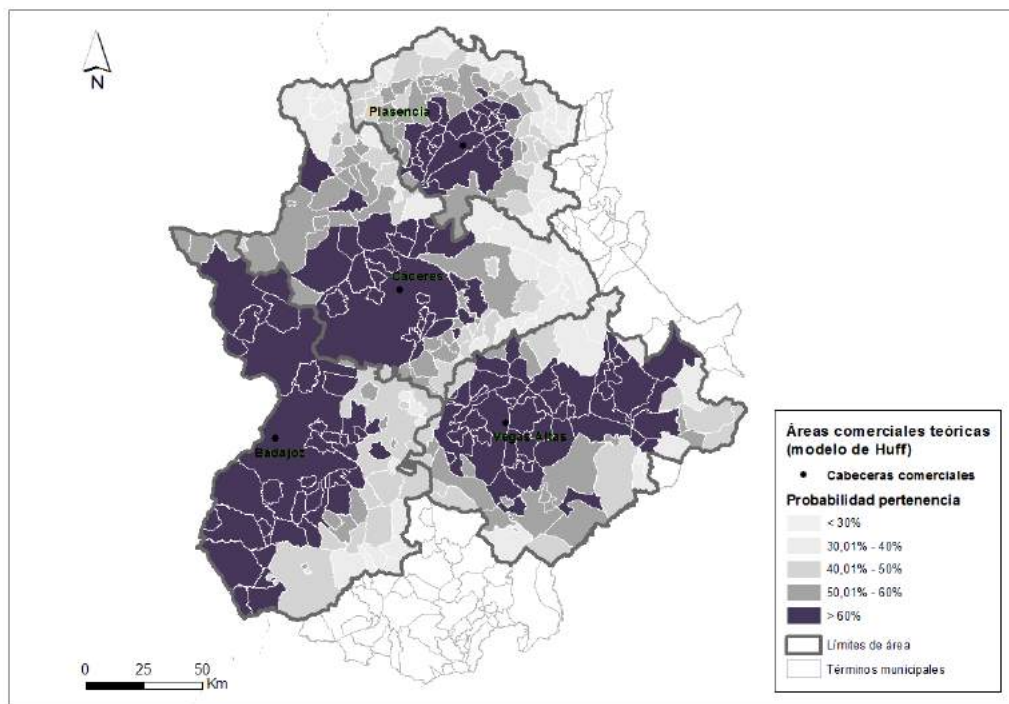 N
Plasencia
Cáceres
Vegas Altas
Badajoz
0 25 50
Km
Áreas comerciales teóricas
(modelo de Huff)
Cabeceras comerciales
Probabilidad pertenencia
< 30%
30,01% - 40%
40,01% - 50%
50,01% - 60%
> 60%
Límites de área
Términos municipales